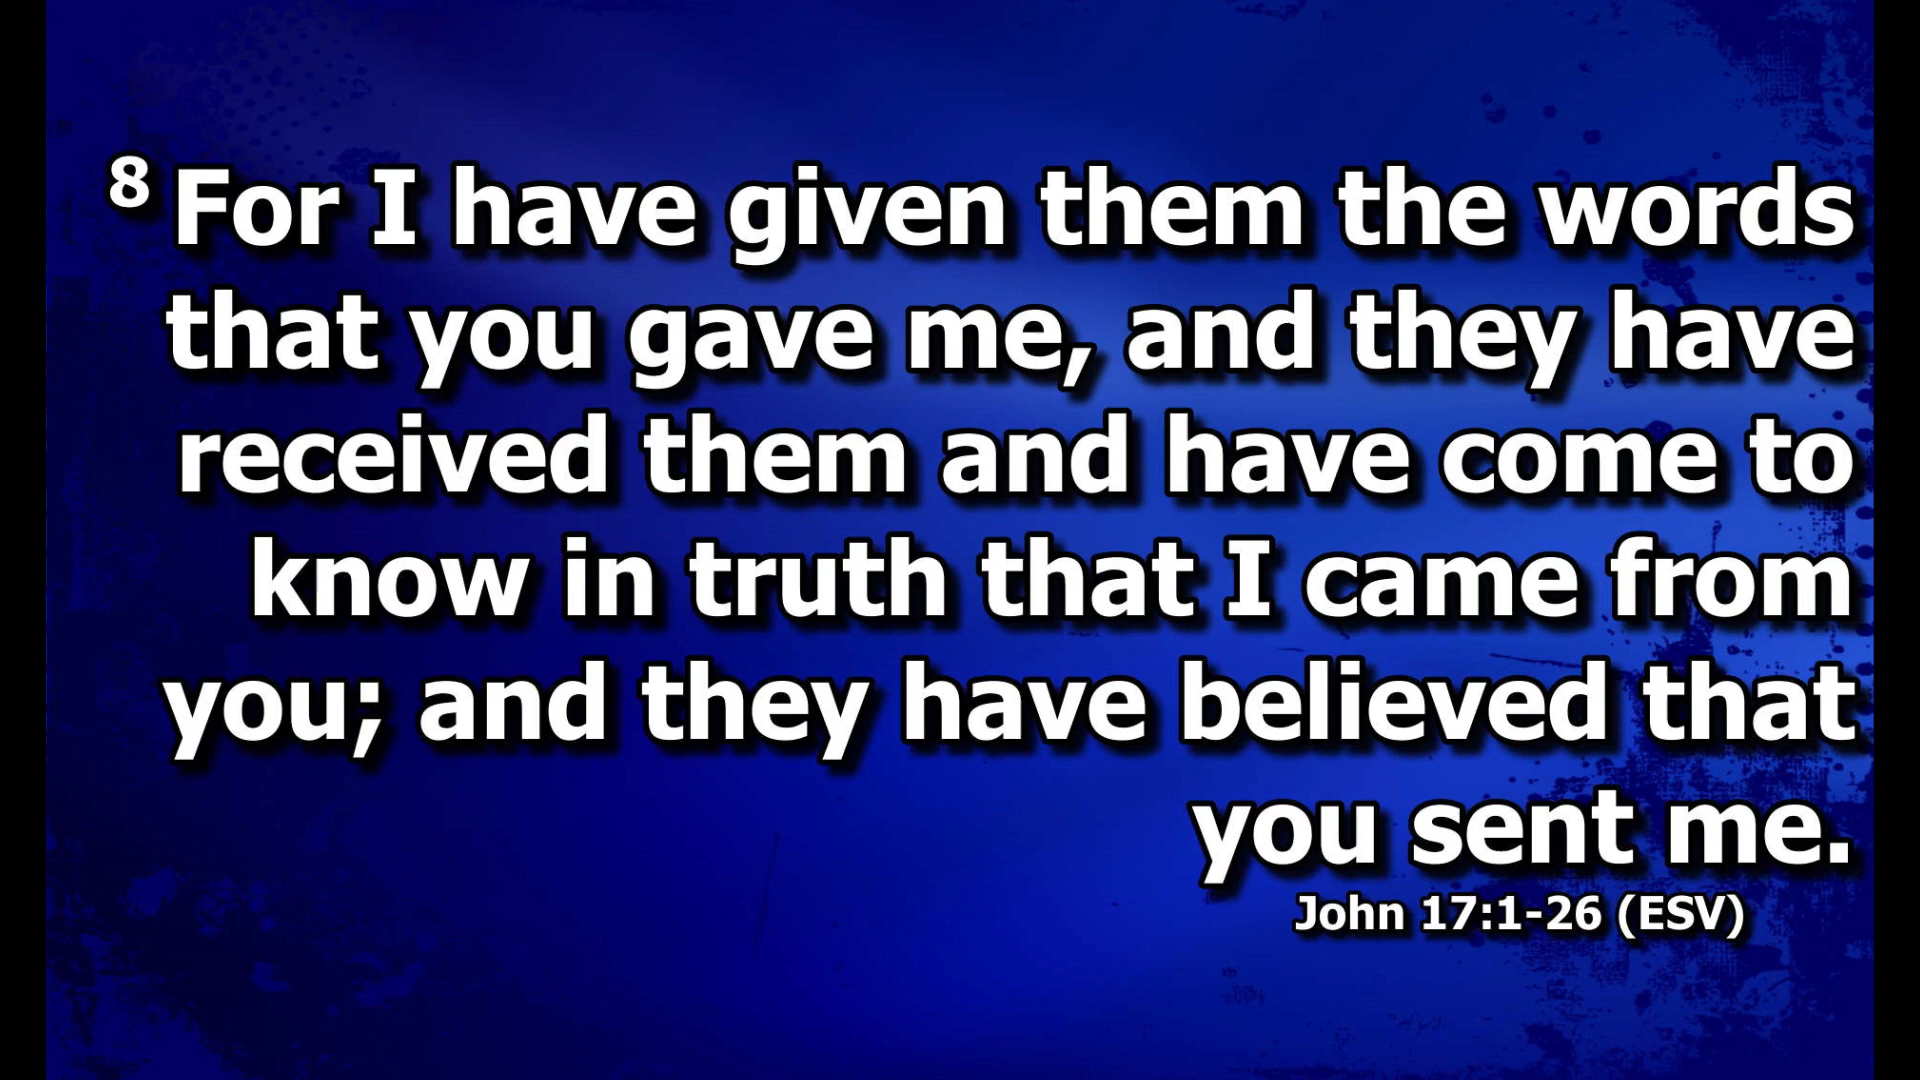 8 For I have given them the words
that you gave me, and they have
received them and have come to
know in truth that I came from
you; and they have believed that
you sent me.
John 17:1-26 (ESV)